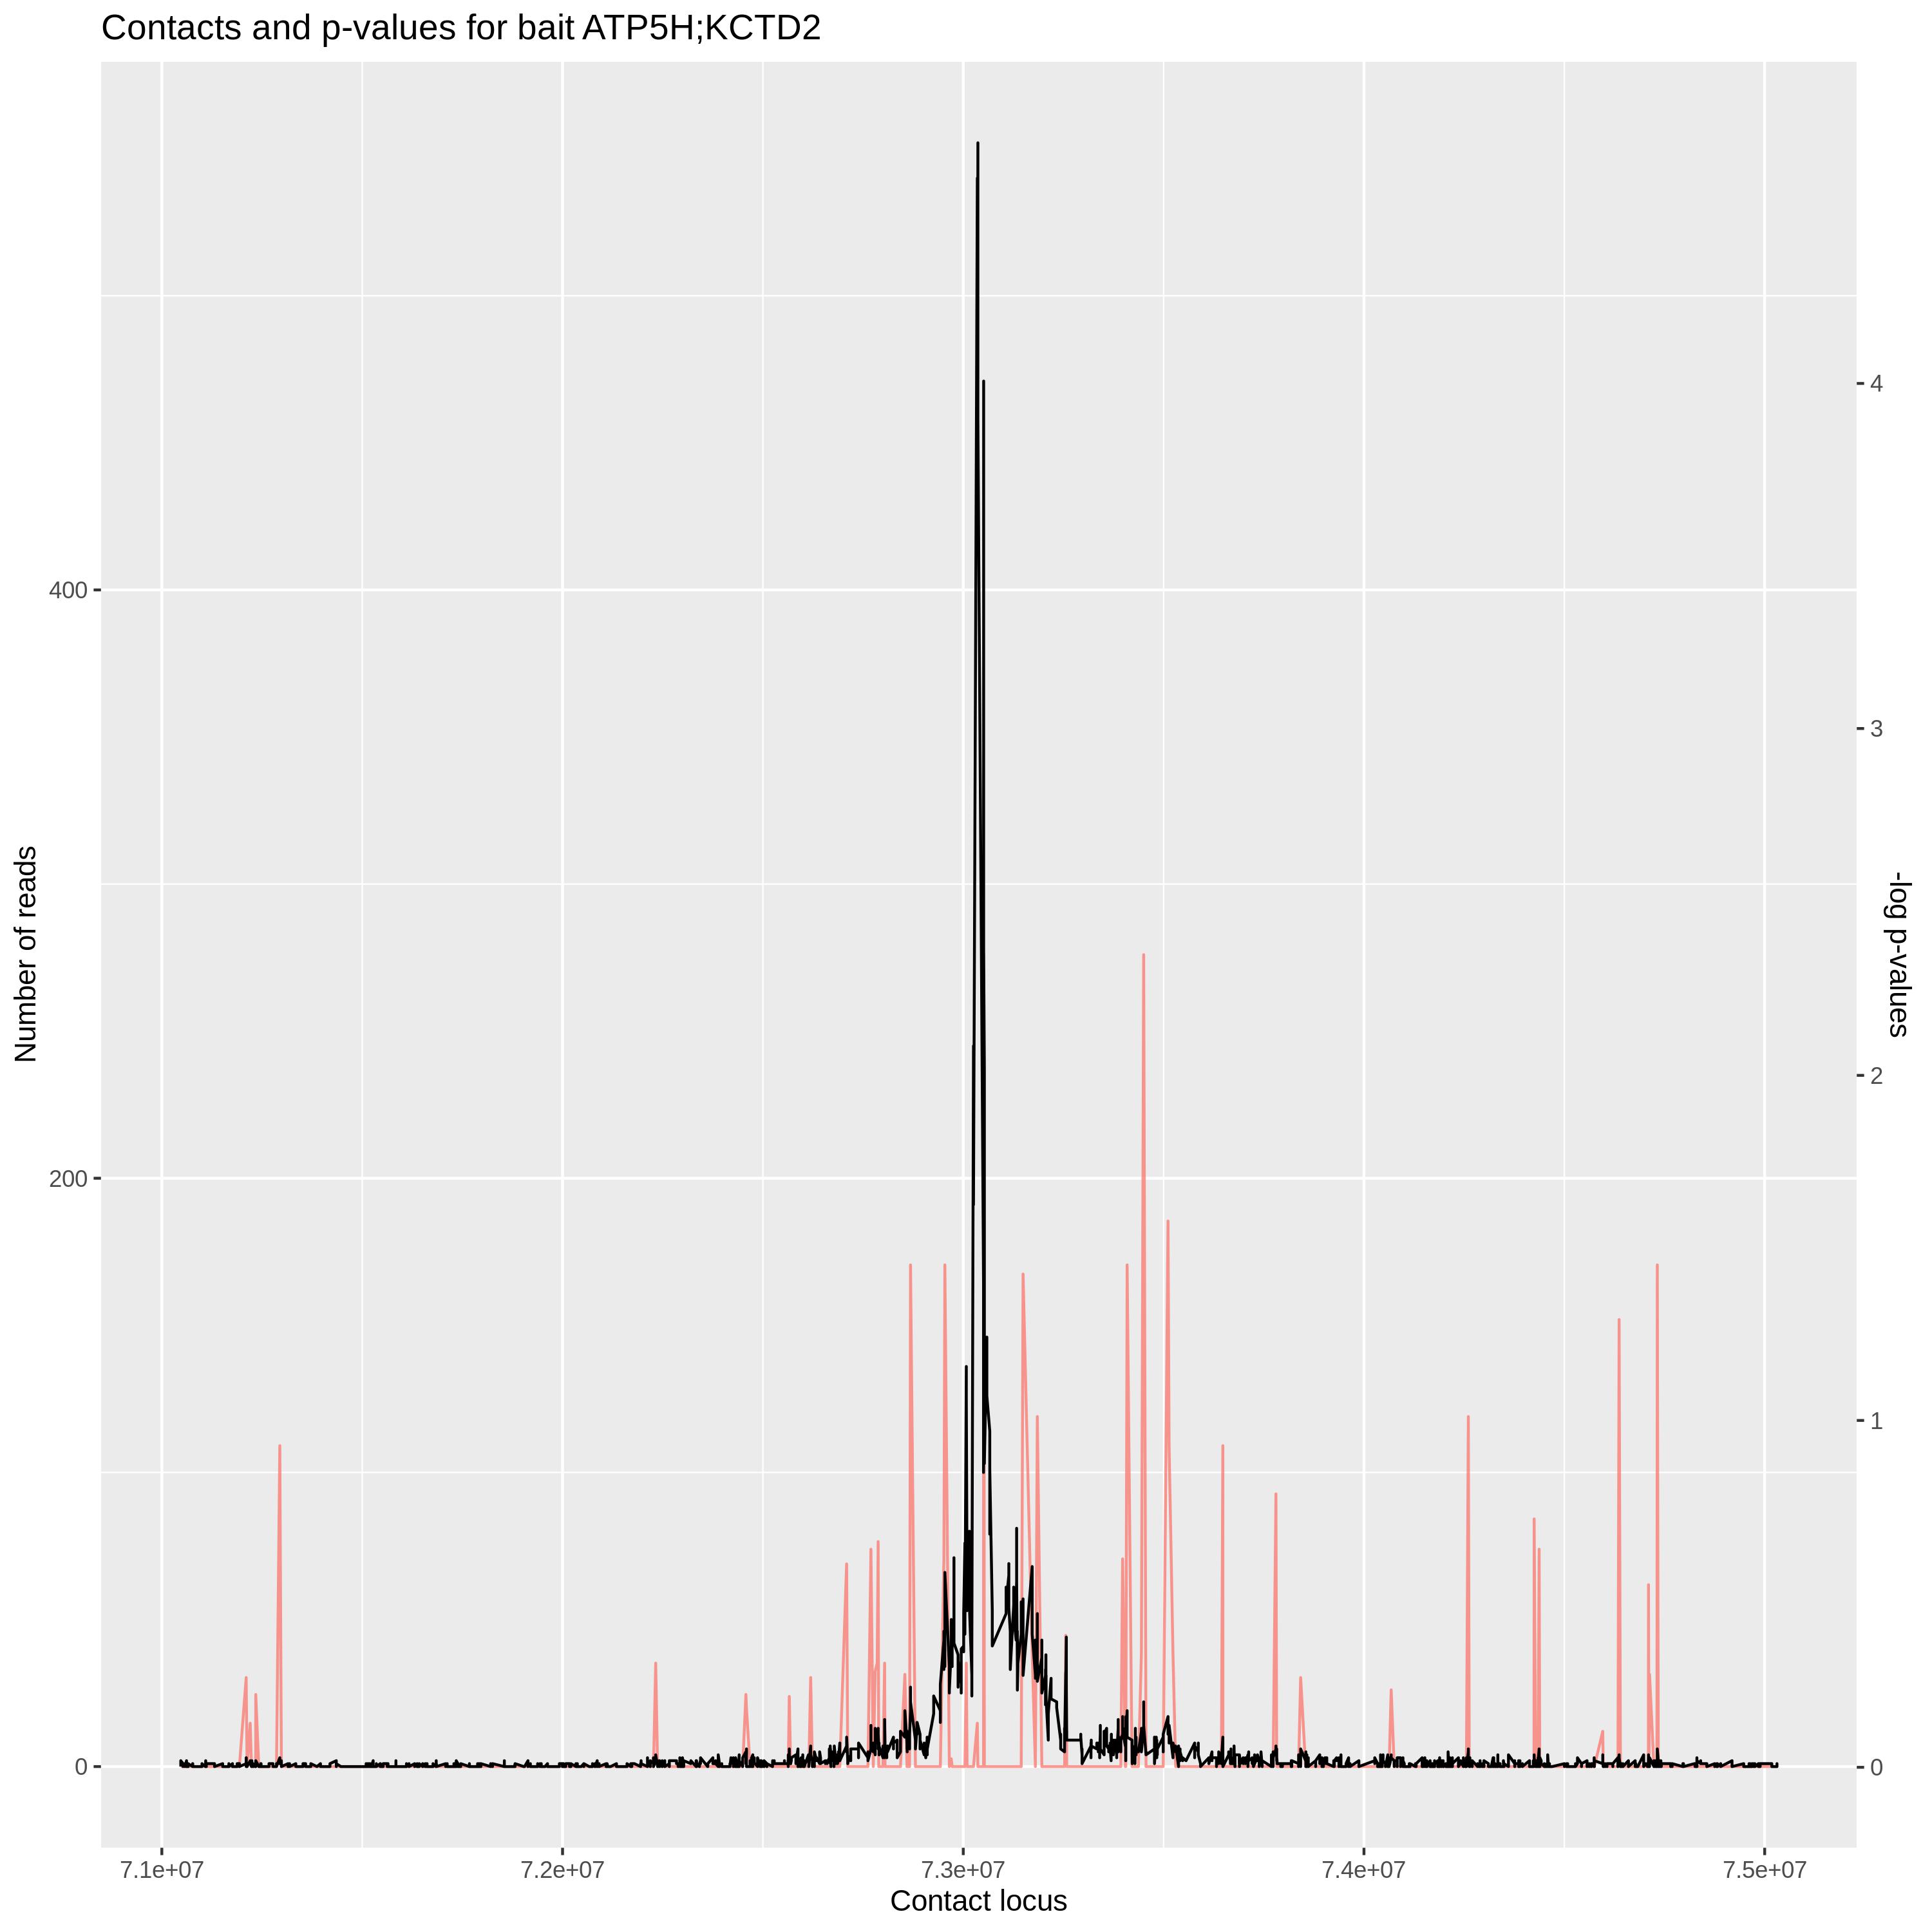 Contacts and p-values for bait ATP5H;KCTD2
Number of reads
400
200
0
4
3
2
1
0
-log p-values
7.1e+07
7.2e+07
7.3e+07
7.4e+07
7.5e+07
Contact locus